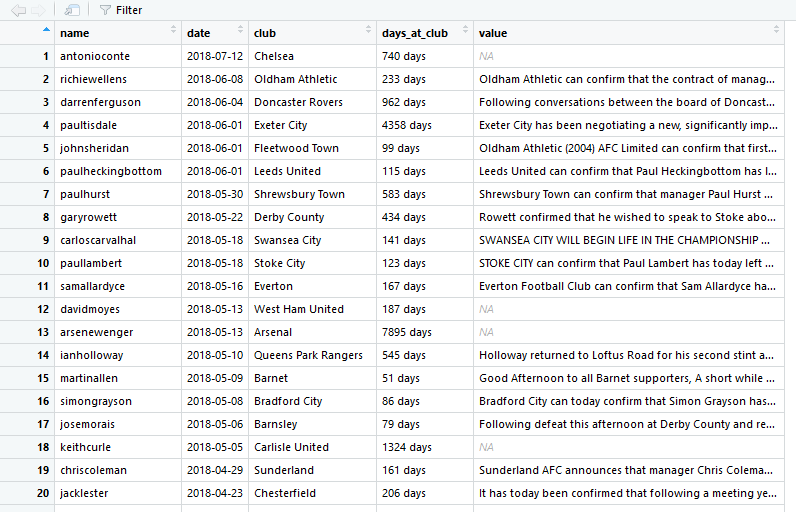 Filter
name date club days_at_club value
1 antonioconte 2018-07-12 Chelsea 740 days NA
2 richiewellens 2018-06-08 Oldham Athletic 233 days Oldham Athletic can confirm that the contract of manag...
3 darrenferguson 2018-06-04 Doncaster Rovers 962 days Following conversations between the board of Doncast...
4 paultisdale 2018-06-01 Exeter City 4358 days Exeter City has been negotiating a new, significantly imp...
5 johnsheridan 2018-06-01 Fleetwood Town 99 days Oldham Athletic (2004) AFC Limited can confirm that first...
6 paulheckingbottom 2018-06-01 Leeds United 115 days Leeds United can confirm that Paul Heckingbottom has l...
7 paulhurst 2018-05-30 Shrewsbury Town 583 days Shrewsbury Town can confirm that manager Paul Hurst ...
8 garyrowett 2018-05-22 Derby County 434 days Rowett confirmed that he wished to speak to Stoke abo...
9 carloscarvalhal 2018-05-18 Swansea City 141 days SWANSEA CITY WILL BEGIN LIFE IN THE CHAMPIONSHIP ...
10 paullambert 2018-05-18 Stoke City 123 days STOKE CITY can confirm that Paul Lambert has today left ...
11 samallardyce 2018-05-16 Everton 167 days Everton Football Club can confirm that Sam Allardyce ha...
12 davidmoyes 2018-05-13 West Ham United 187 days NA
13 arsenewenger 2018-05-13 Arsenal 7895 days NA
14 ianholloway 2018-05-10 Queens Park Rangers 545 days Holloway returned to Loftus Road for his second stint a...
15 martinallen 2018-05-09 Barnet 51 days Good Afternoon to all Barnet supporters, A short while ...
16 simongrayson 2018-05-08 Bradford City 86 days Bradford City can today confirm that Simon Grayson has...
17 josemorais 2018-05-06 Barnsley 79 days Following defeat this afternoon at Derby County and re...
18 keithcurle 2018-05-05 Carlisle United 1324 days NA
19 chriscoleman 2018-04-29 Sunderland 161 days Sunderland AFC announces that manager Chris Colema...
20 jacklester 2018-04-23 Chesterfield 206 days It has today been confirmed that following a meeting ye...